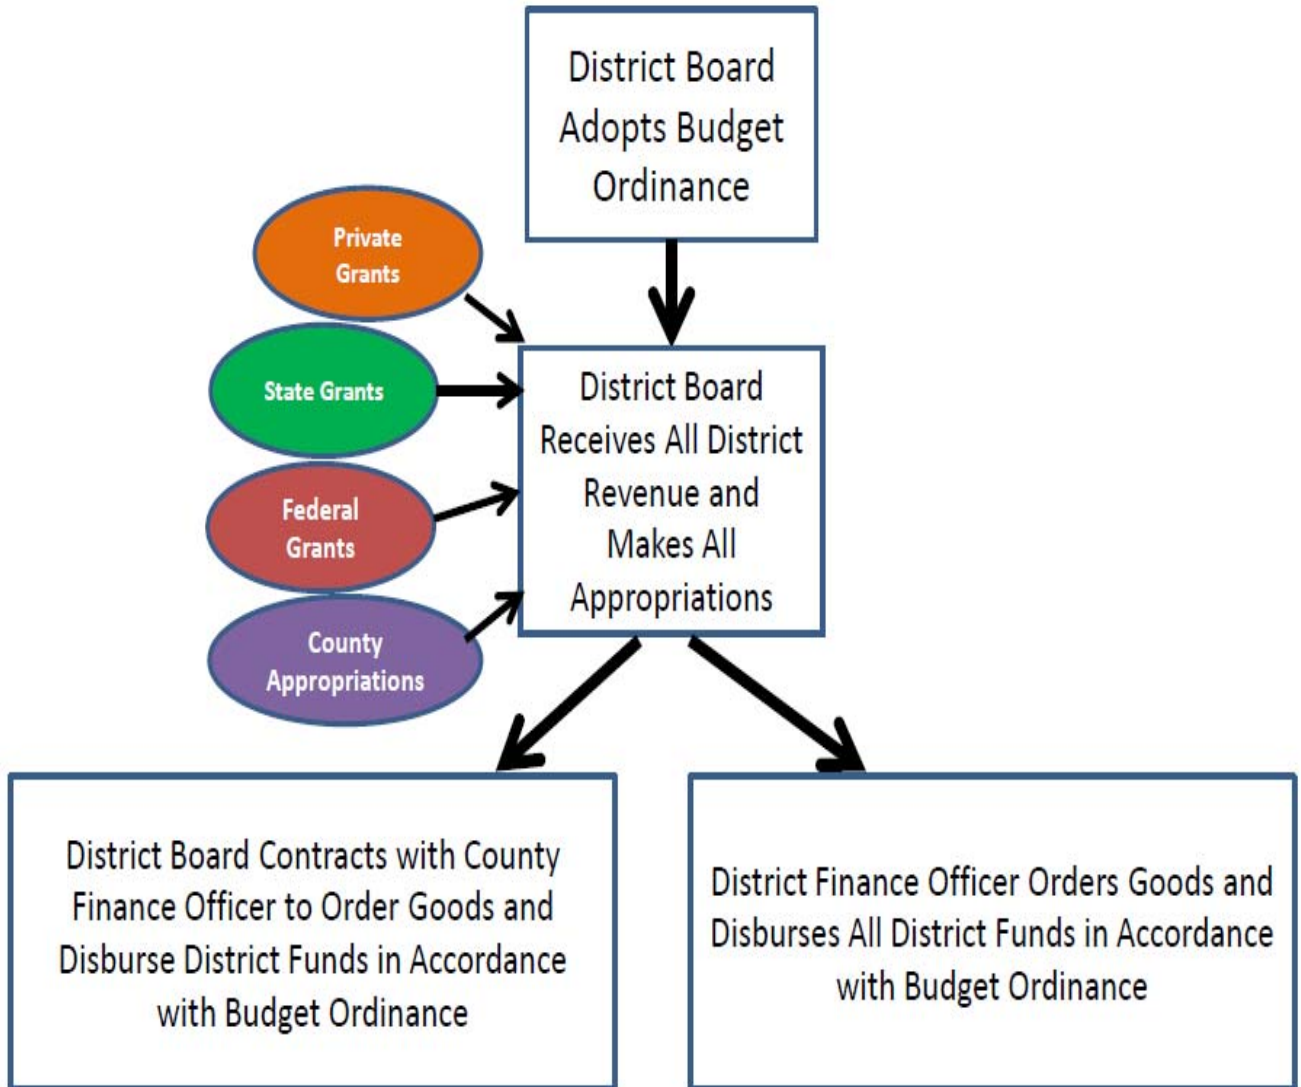 District Board
Adopts Budget
Ordinance
Private
Grants
State Grants
Federal
Grants
County
Appropriations
District Board
Receives All District
Revenue and
Makes All
Appropriations
District Board Contracts with County
Finance Officer to Order Goods and
Disburse District Funds in Accordance
with Budget Ordinance
District Finance Officer Orders Goods and
Disburses All District Funds in Accordance
with Budget Ordinance